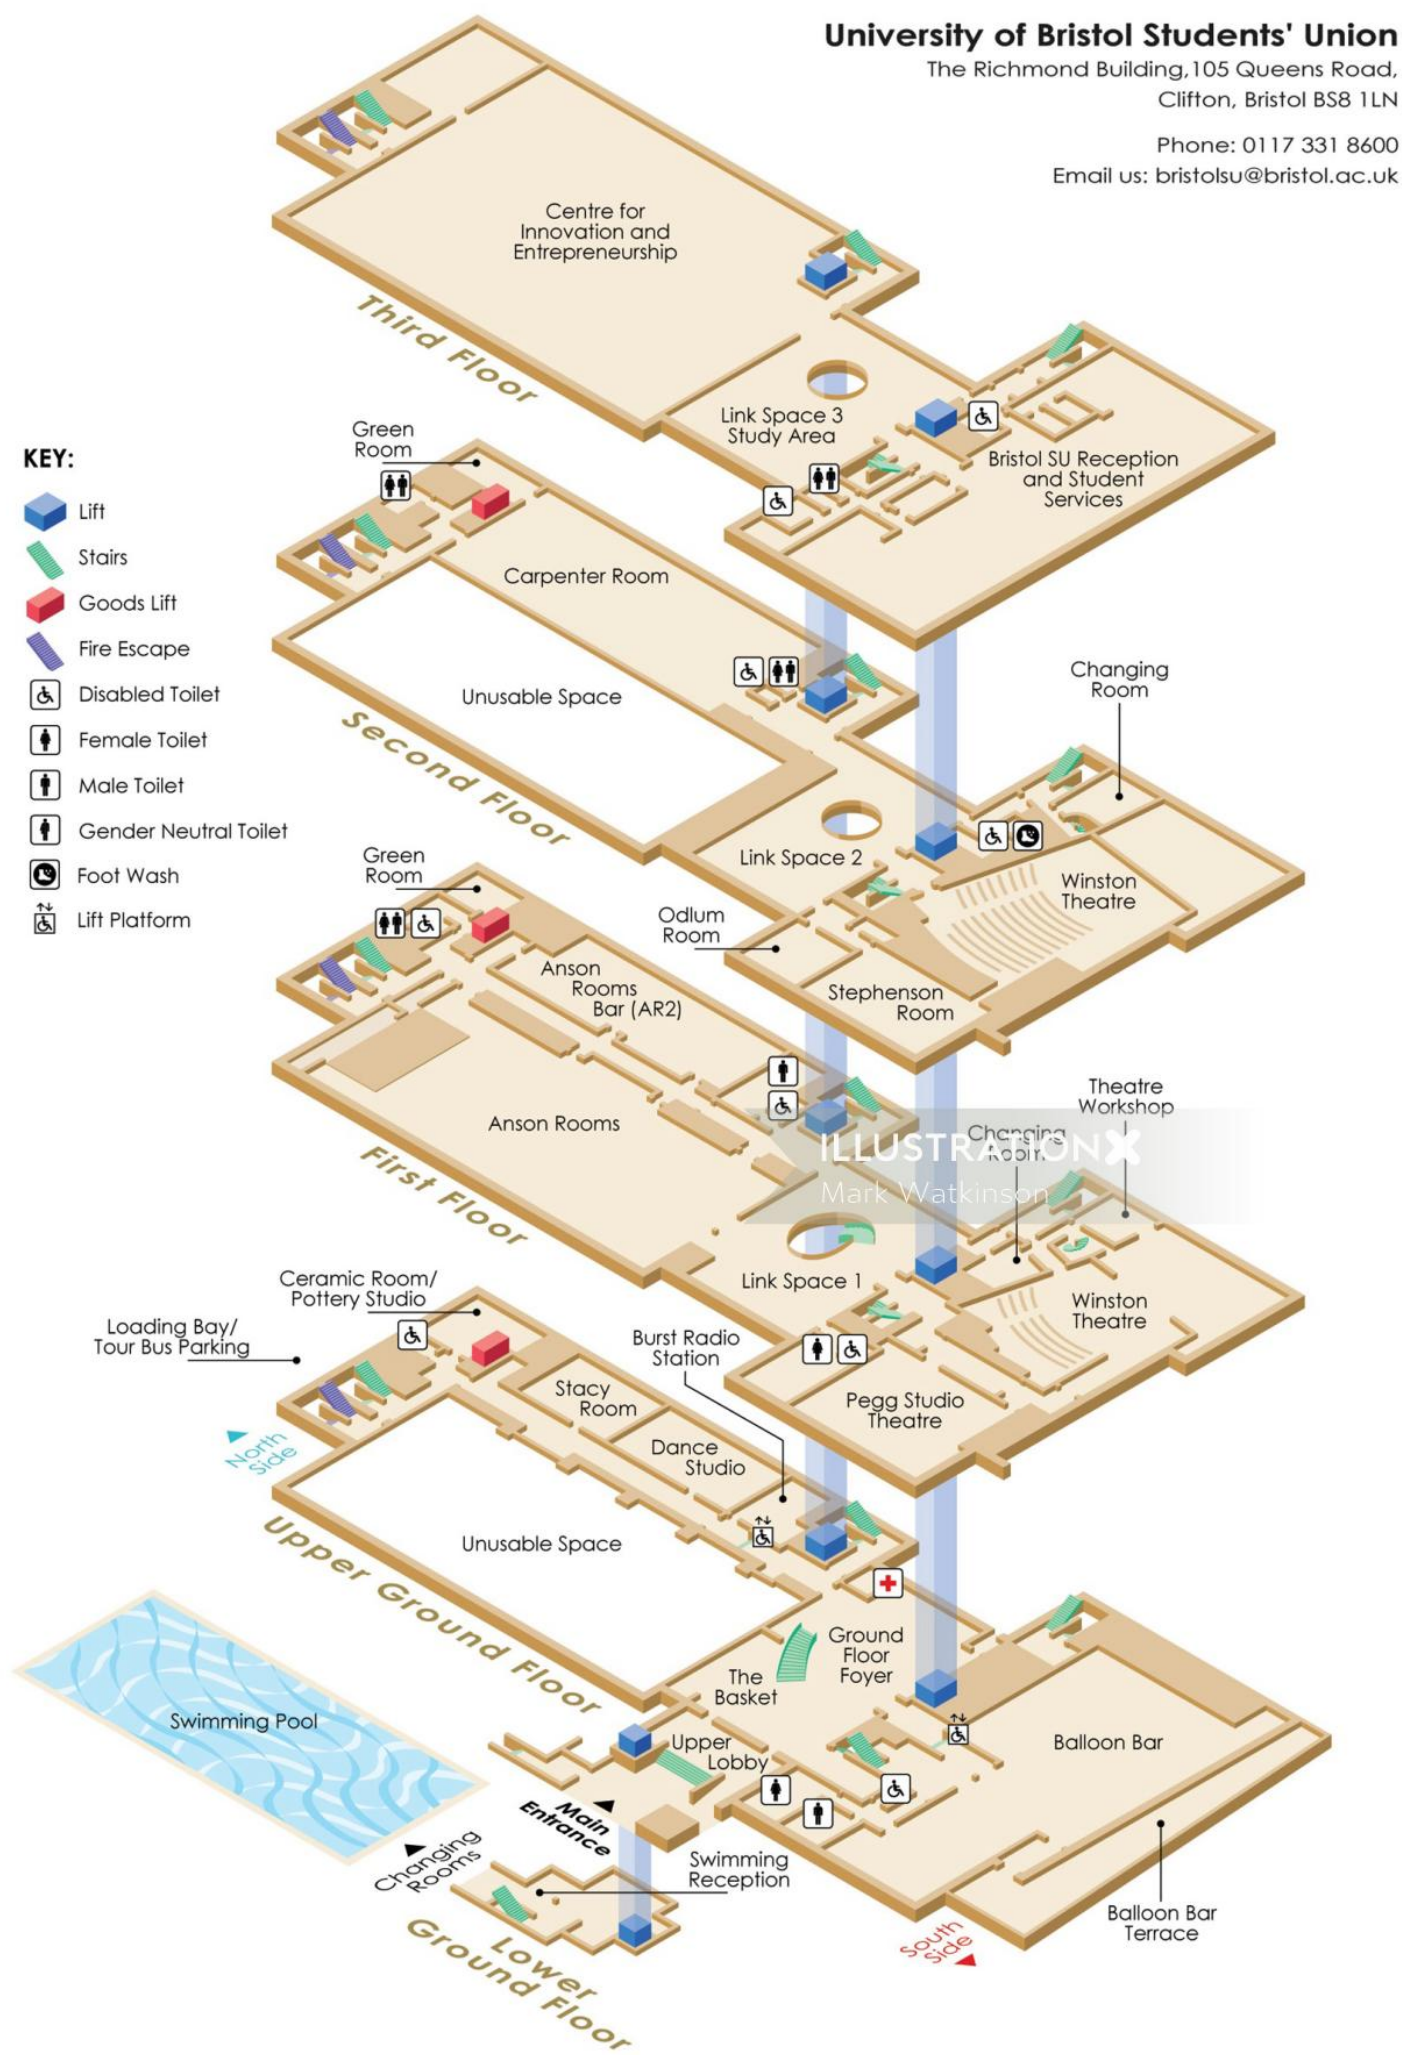 University of Bristol Students' Union
The Richmond Building,105 Queens Road,
Clifton, Bristol BS8 1LN
Phone: 0117 331 8600
Email us: bristolsu@bristol.ac.uk
Centre for
Innovation and
Entrepreneurship
Third Floor
Link Space 3
Study Area
Bristol SU Reception
and Student
Services
KEY:
Lift
Stairs
Goods Lift
Fire Escape
Disabled Toilet
Female Toilet
Male Toilet
Gender Neutral Toilet
Foot Wash
Lift Platform
Green
Room
Carpenter Room
Unusable Space
Second Floor
Changing
Room
Link Space 2
Winston
Theatre
Odlum
Room
Stephenson
Room
Green
Room
Anson
Rooms
Bar (AR2)
Anson Rooms
First Floor
Theatre
Workshop
Changing
Room
ILLUSTRATIONX
Mark Watkinson
Link Space 1
Winston
Theatre
Pegg Studio
Theatre
Ceramic Room/
Pottery Studio
Loading Bay/
Tour Bus Parking
Burst Radio
Station
Stacy
Room
Dance
Studio
North
Side
Unusable Space
Upper Ground Floor
Ground
Floor
Foyer
The
Basket
Swimming Pool
Upper
Lobby
Balloon Bar
Main
Entrance
Changing
Rooms
Swimming
Reception
Balloon Bar
Terrace
South
Side
Lower
Ground Floor